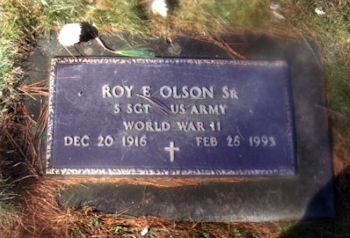 ROY E OLSON SR
S SGT US ARMY
WORLD WAR II
DEC 20 1916 FEB 26 1993